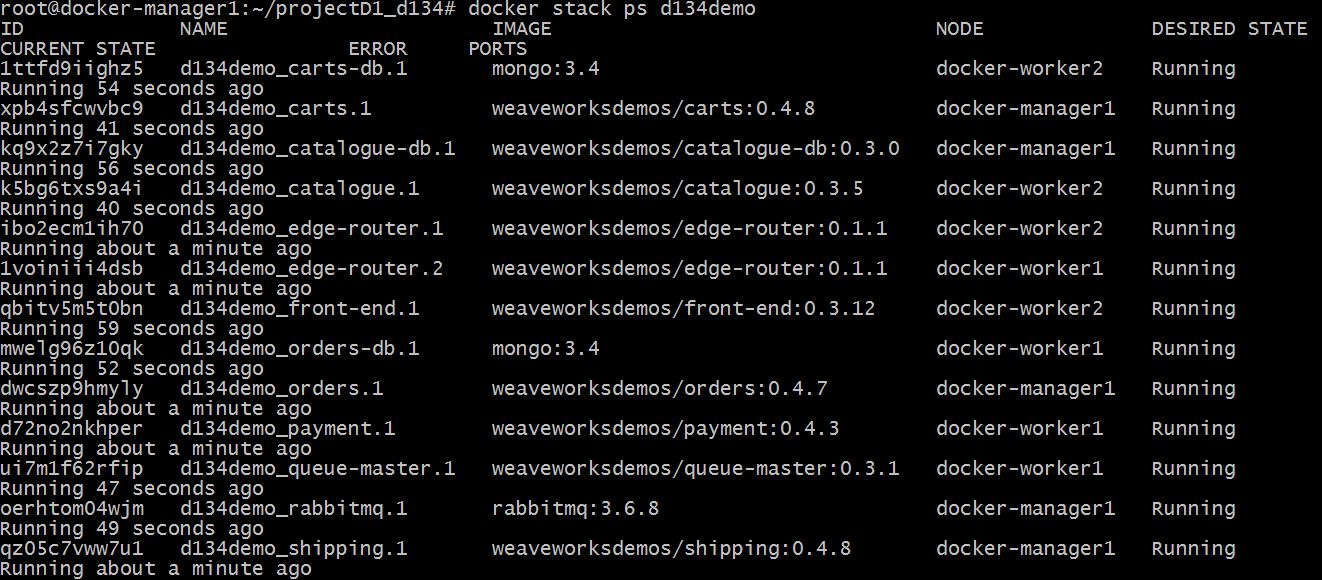 root@docker-manager1:~/projectD1_d134# docker stack ps d134demo
ID NAME IMAGE NODE DESIRED STATE
CURRENT STATE ERROR PORTS
1ttfd9iighz5 d134demo_carts-db.1 mongo:3.4 docker-worker2 Running
Running 54 seconds ago
xpb4sfcwvbc9 d134demo_carts.1 weaveworksdemos/carts:0.4.8 docker-manager1 Running
Running 41 seconds ago
kq9x2z7i7gky d134demo_catalogue-db.1 weaveworksdemos/catalogue-db:0.3.0 docker-manager1 Running
Running 56 seconds ago
k5bg6txs9a4i d134demo_catalogue.1 weaveworksdemos/catalogue:0.3.5 docker-worker2 Running
Running 40 seconds ago
ibo2ecm1ih70 d134demo_edge-router.1 weaveworksdemos/edge-router:0.1.1 docker-worker2 Running
Running about a minute ago
1voiniii4dsb d134demo_edge-router.2 weaveworksdemos/edge-router:0.1.1 docker-worker1 Running
Running about a minute ago
qbitv5m5t0bn d134demo_front-end.1 weaveworksdemos/front-end:0.3.12 docker-worker2 Running
Running 59 seconds ago
mwelg96z10qk d134demo_orders-db.1 mongo:3.4 docker-worker1 Running
Running 52 seconds ago
dwcszp9hmyly d134demo_orders.1 weaveworksdemos/orders:0.4.7 docker-manager1 Running
Running about a minute ago
d72no2nkhper d134demo_payment.1 weaveworksdemos/payment:0.4.3 docker-worker1 Running
Running about a minute ago
ui7m1f62rfip d134demo_queue-master.1 weaveworksdemos/queue-master:0.3.1 docker-worker1 Running
Running 47 seconds ago
oerhtom04wjm d134demo_rabbitmq.1 rabbitmq:3.6.8 docker-manager1 Running
Running 49 seconds ago
qz05c7vww7u1 d134demo_shipping.1 weaveworksdemos/shipping:0.4.8 docker-manager1 Running
Running about a minute ago